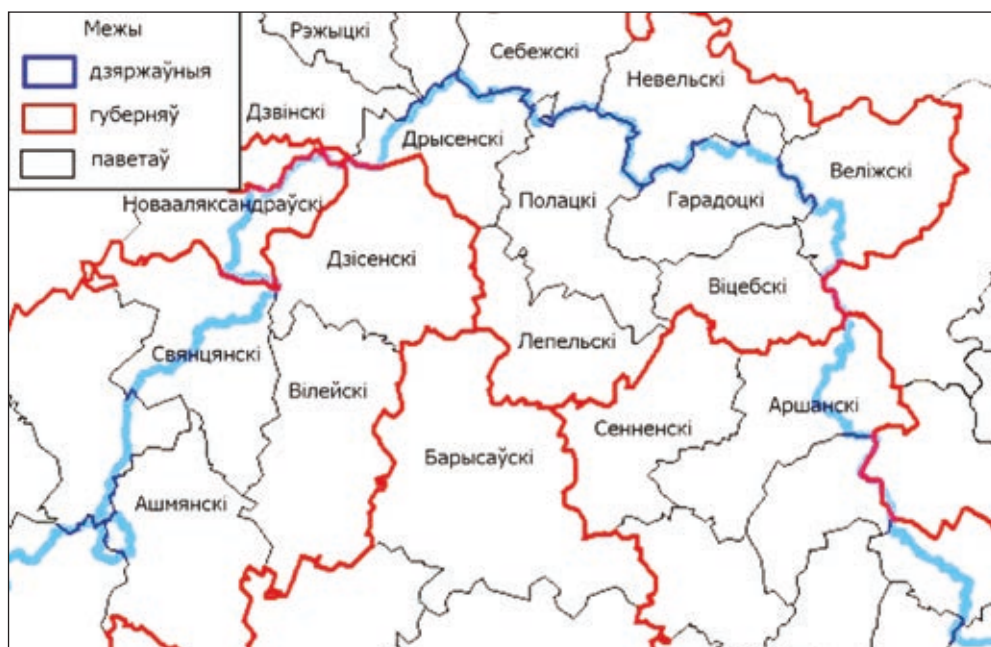 Межы
дзяржаўныя
губерняў
паветаў
Рэжыцкі
Себежскі
Невельскі
Дзвінскі
Дрысенскі
Веліжскі
Новааляксандраўскі
Полацкі
Гарадоцкі
Дзісенскі
Віцебскі
Лепельскі
Свянцянскі
Вілейскі
Аршанскі
Сенненскі
Барысаўскі
Ашмянскі